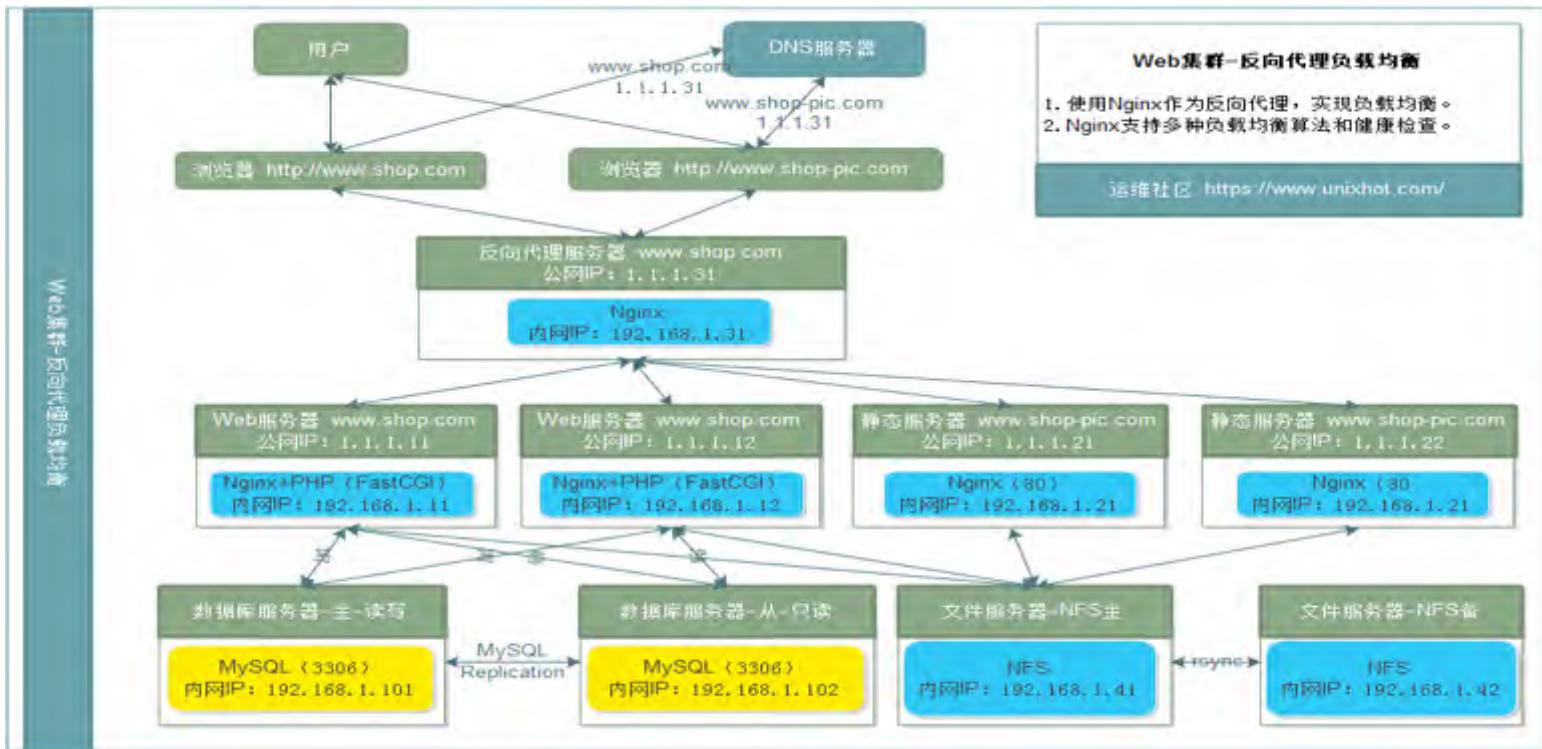 Web集群-反向代理负载均衡
用户
DNS服务器
www.shop.com
1.1.1.31
www.shop-pic.com
1.1.1.31
Web集群-反向代理负载均衡
1. 使用Nginx作为反向代理，实现负载均衡。
2. Nginx支持多种负载均衡算法和健康检查。
运维社区 https://www.unixhot.com/
浏览器 http://www.shop.com
浏览器 http://www.shop-pic.com
反向代理服务器 www.shop.com
公网IP：1.1.1.31
Nginx
内网IP：192.168.1.31
Web服务器 www.shop.com
公网IP：1.1.1.11
Nginx+PHP（FastCGI）
内网IP：192.168.1.11
Web服务器 www.shop.com
公网IP：1.1.1.12
Nginx+PHP（FastCGI）
内网IP：192.168.1.12
静态服务器 www.shop-pic.com
公网IP：1.1.1.21
Nginx（80）
内网IP：192.168.1.21
静态服务器 www.shop-pic.com
公网IP：1.1.1.22
Nginx（80
内网IP：192.168.1.21
数据库服务器-主-读写
MySQL（3306）
内网IP：192.168.1.101
MySQL
Replication
数据库服务器-从-只读
MySQL（3306）
内网IP：192.168.1.102
文件服务器-NFS主
NFS
内网IP：192.168.1.41
rsync
文件服务器-NFS备
NFS
内网IP：192.168.1.42